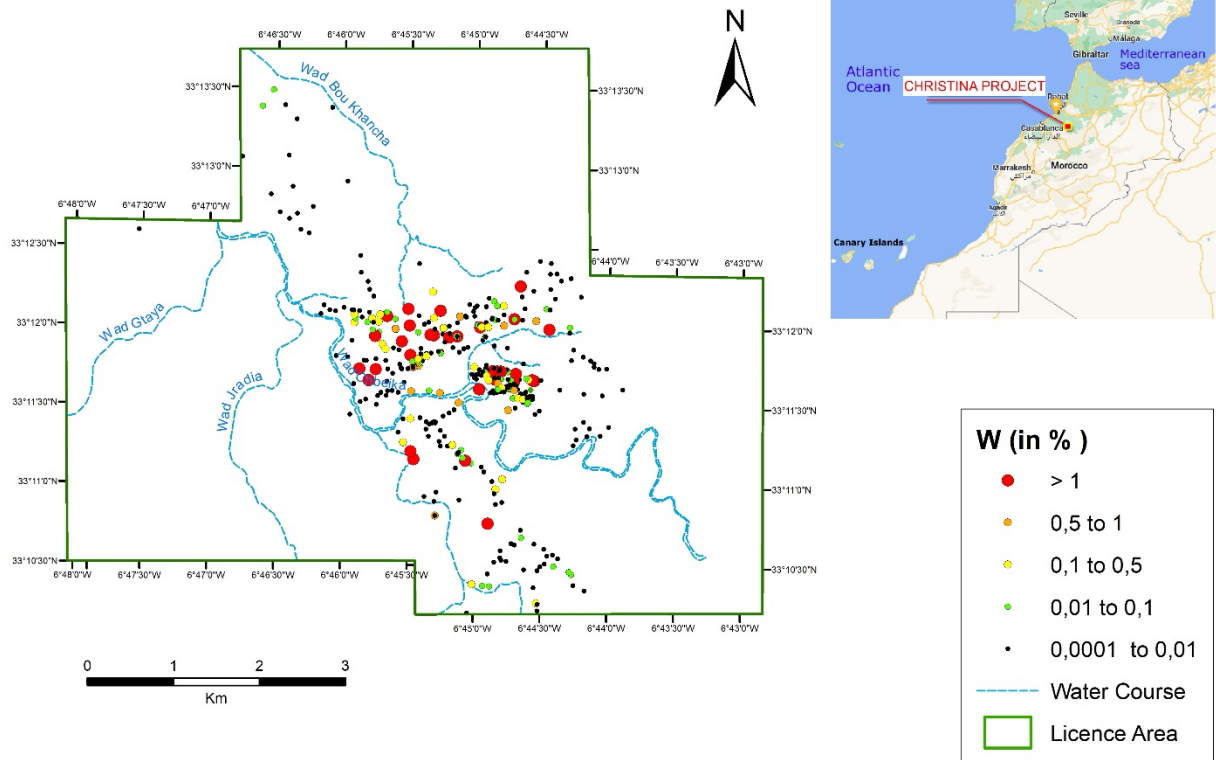 N
6°46'30"W 6°46'0"W 6°45'30"W 6°45'0"W 6°44'30"W
33°13'30"N
33°13'30"N
Wad Bou Khancha
33°13'0"N
33°13'0"N
6°48'0"W 6°47'30"W 6°47'0"W
33°12'30"N
6°44'0"W 6°43'30"W 6°43'0"W
Wad Gtaya
33°12'0"N
33°12'0"N
Wad Jradia
33°11'30"N
33°11'30"N
33°11'0"N
33°11'0"N
33°10'30"N
33°10'30"N
6°48'0"W 6°47'30"W 6°47'0"W 6°46'30"W 6°46'0"W 6°45'30"W
6°45'0"W 6°44'30"W 6°44'0"W 6°43'30"W 6°43'0"W
0 1 2 3
Km
Seville
Granada
Málaga
Gibraltar
Mediterranean
sea
Atlantic
Ocean
CHRISTINA PROJECT
Rabat
Casablanca
الدار البيضاء
Marrakesh
مراكش
Morocco
Agadir
Canary Islands
W (in % )
> 1
0,5 to 1
0,1 to 0,5
0,01 to 0,1
0,0001 to 0,01
Water Course
Licence Area